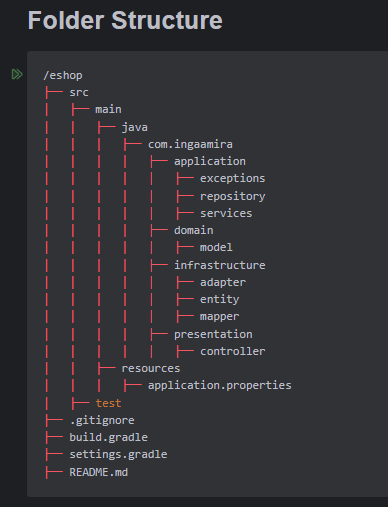 Folder Structure
/eshop
├── src
│   ├── main
│   │   ├── java
│   │   │   ├── com.ingaamira
│   │   │   │   ├── application
│   │   │   │   │   ├── exceptions
│   │   │   │   │   ├── repository
│   │   │   │   │   ├── services
│   │   │   │   ├── domain
│   │   │   │   │   ├── model
│   │   │   │   ├── infrastructure
│   │   │   │   │   ├── adapter
│   │   │   │   │   ├── entity
│   │   │   │   │   ├── mapper
│   │   │   │   ├── presentation
│   │   │   │   │   ├── controller
│   │   ├── resources
│   │   │   ├── application.properties
│   ├── test
├── .gitignore
├── build.gradle
├── settings.gradle
├── README.md